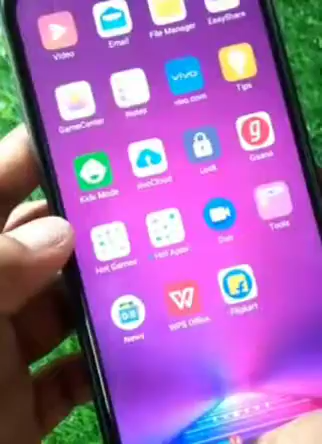 Video
Email
File Manager
EasyShare
GameCenter
Notes
vivo
vivo.com
Tips
Kids Mode
vivoCloud
Lock
g
Gaana
Hot Games
Hot Apps
Duo
Tools
News
W
WPS Office
Flipkart